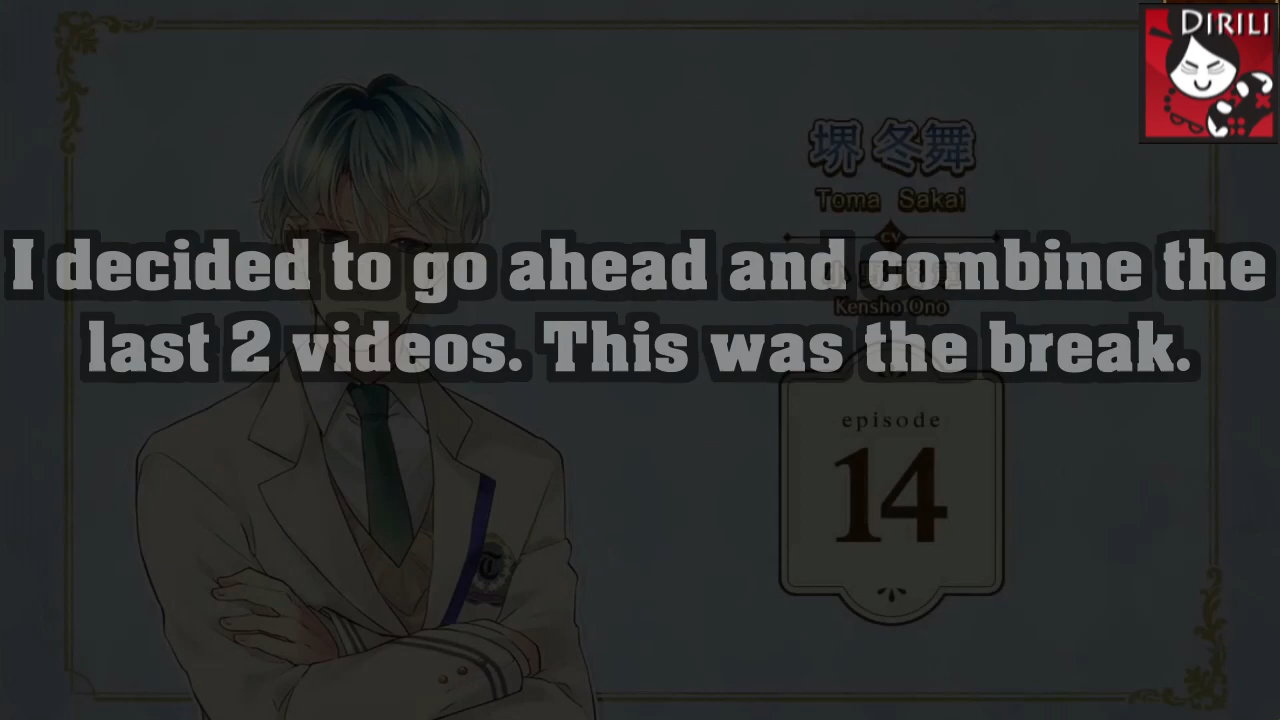 DIRILI
堺 冬舞
Toma Sakai
CV
I decided to go ahead and combine the
Kensho Ono
last 2 videos. This was the break.
episode
14
T